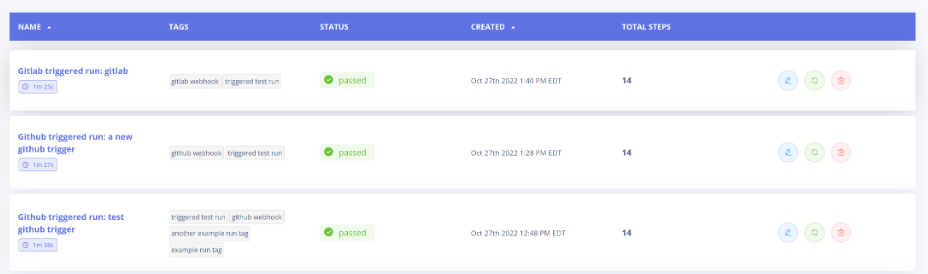 NAME TAGS STATUS CREATED TOTAL STEPS
Gitlab triggered run: gitlab
1m 25s
gitlab webhook triggered test run
passed
Oct 27th 2022 1:40 PM EDT
14
Github triggered run: a new
github trigger
1m 27s
github webhook triggered test run
passed
Oct 27th 2022 1:28 PM EDT
14
Github triggered run: test
github trigger
1m 38s
triggered test run github webhook
another example run tag
example run tag
passed
Oct 27th 2022 12:48 PM EDT
14